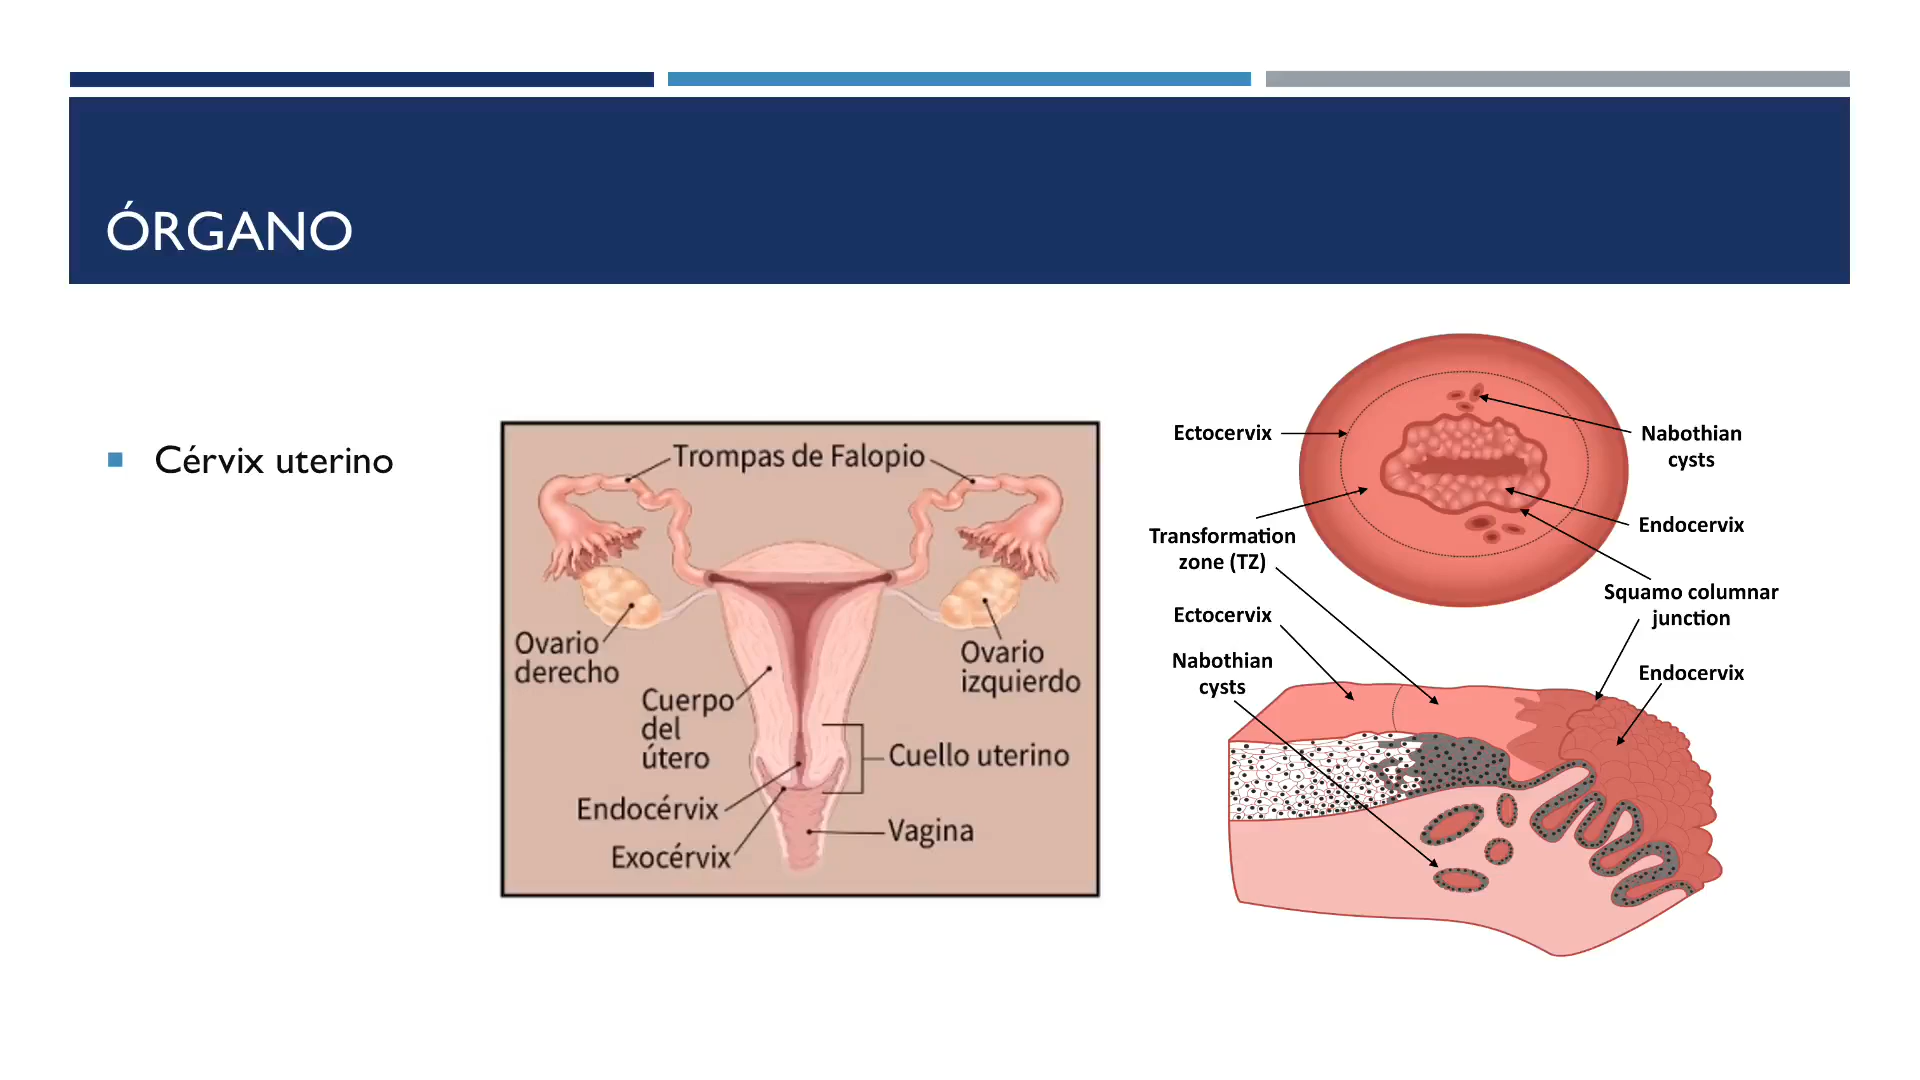 ÓRGANO
Cérvix uterino
Trompas de Falopio
Ovario
derecho
Ovario
izquierdo
Cuerpo
del
útero
Cuello uterino
Endocérvix
Vagina
Exocérvix
Ectocervix
Nabothian
cysts
Transformation
zone (TZ)
Endocervix
Squamo columnar
junction
Ectocervix
Nabothian
cysts
Endocervix